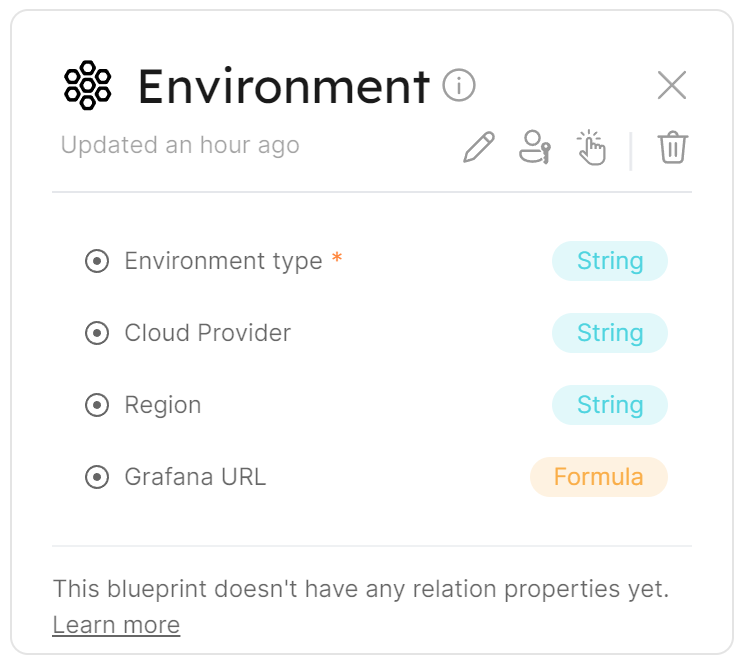 Environment
Updated an hour ago
Environment type * String
Cloud Provider String
Region String
Grafana URL Formula
This blueprint doesn't have any relation properties yet.
Learn more